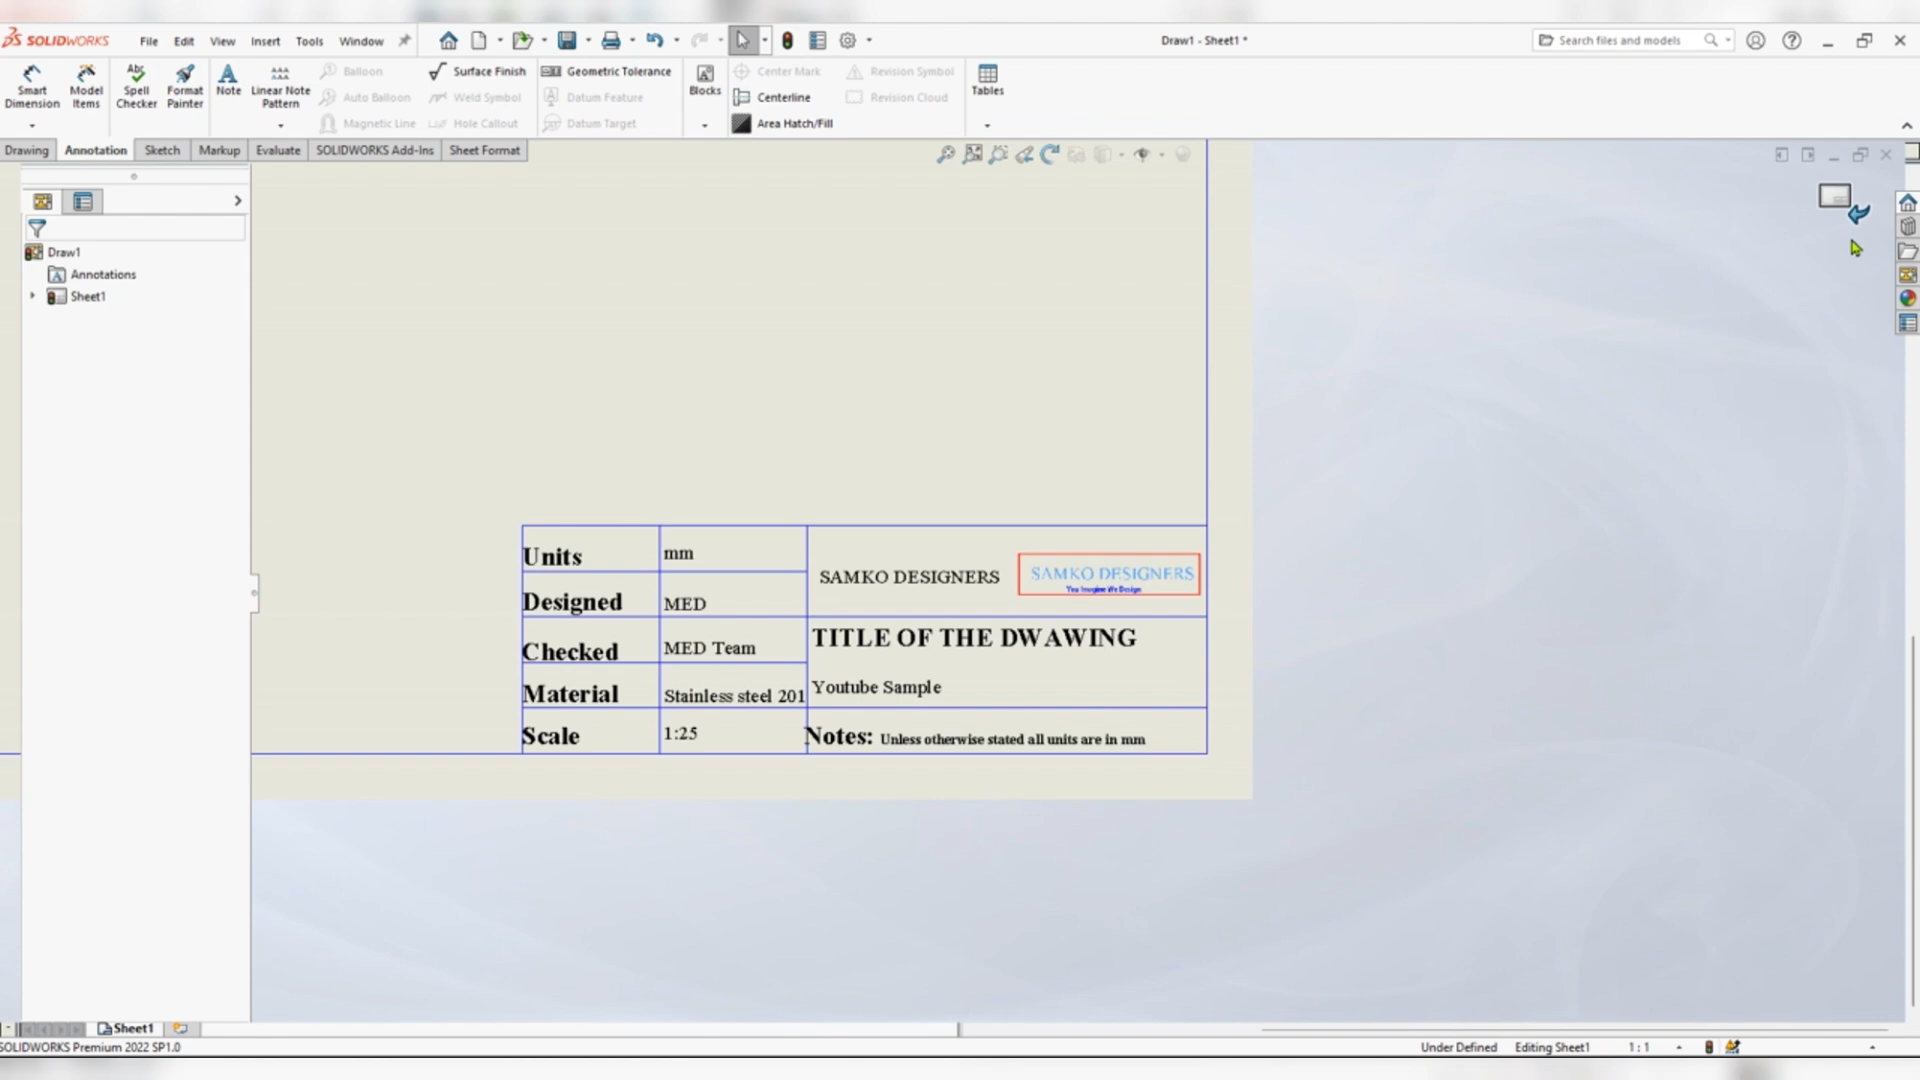 SOLIDWORKS File Edit View Insert Tools Window Draw1 - Sheet1 * Search files and models
Smart Dimension
Model Items
Spell Checker
Format Painter
Note
Linear Note Pattern
Balloon
Auto Balloon
Magnetic Line
Surface Finish
Weld Symbol
Hole Callout
Geometric Tolerance
Datum Feature
Datum Target
Blocks
Center Mark
Centerline
Area Hatch/Fill
Revision Symbol
Revision Cloud
Tables
Drawing Annotation Sketch Markup Evaluate SOLIDWORKS Add-Ins Sheet Format
Draw1
Annotations
Sheet1
Units mm
Designed MED
Checked MED Team
Material Stainless steel 201
Scale 1:25
SAMKO DESIGNERS
SAMKO DESIGNERS
You Imagine We Design
TITLE OF THE DWAWING
Youtube Sample
Notes: Unless otherwise stated all units are in mm
Sheet1
SOLIDWORKS Premium 2022 SP1.0 Under Defined Editing Sheet1 1:1